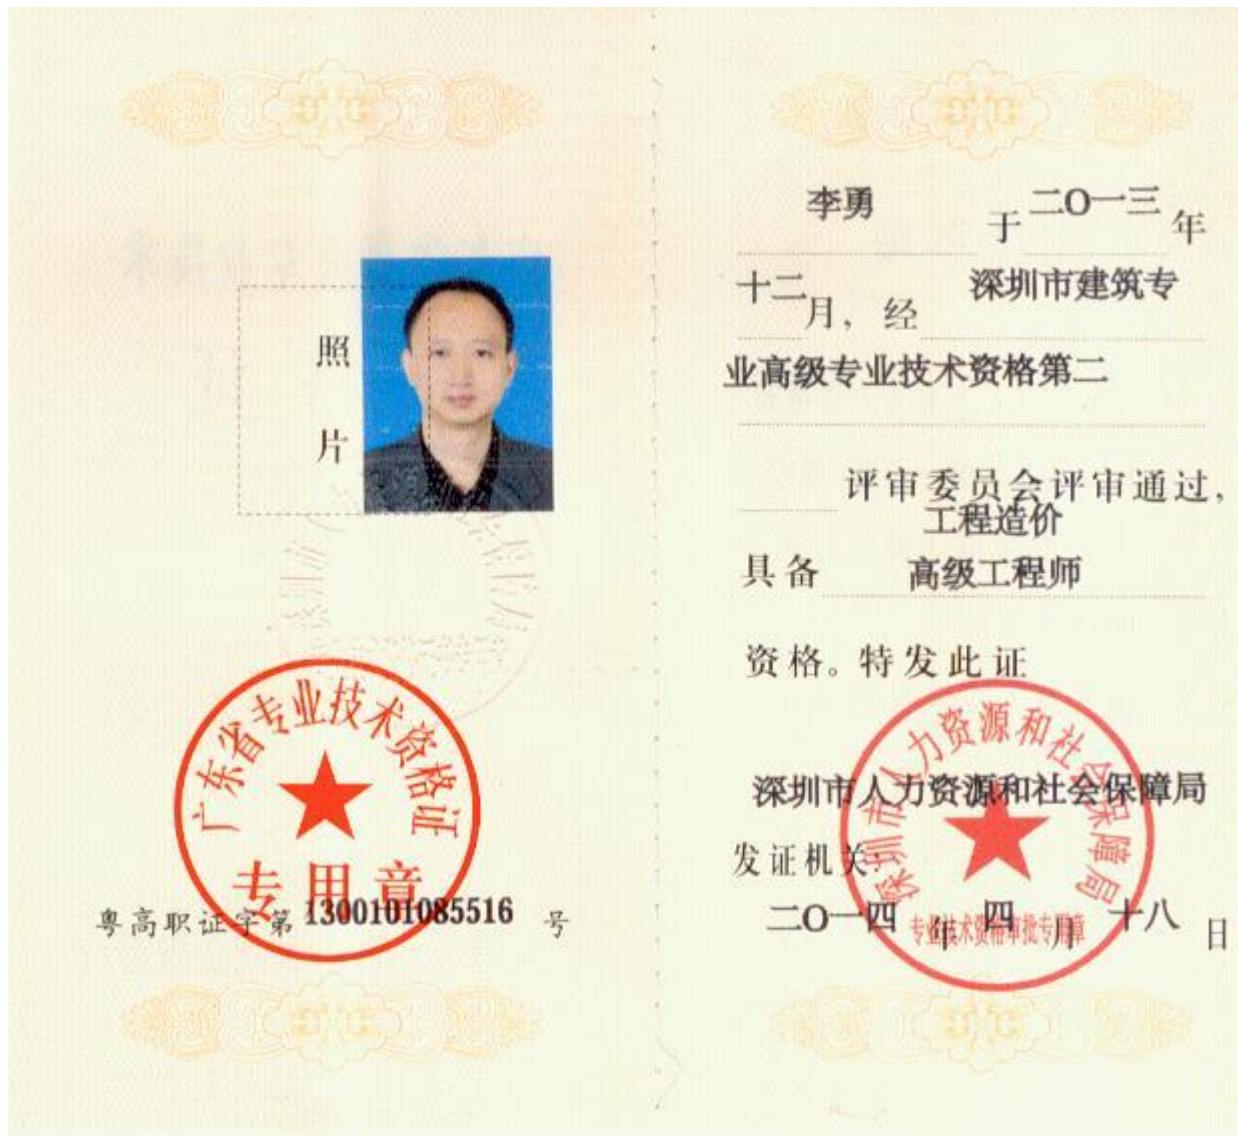 照
片
广东省专业技术资格证
专用章
粤高职证字第 1300101085516 号
李勇 于 二O一三 年
十二月，经 深圳市建筑专
业高级专业技术资格第二
评审委员会评审通过，
工程造价
具备 高级工程师
资格。特发此证
深圳市人力资源和社会保障局
深圳市人力资源和社会保障局
发证机关：
二O一四 年 四 月 十八 日
专业技术资格审批专用章